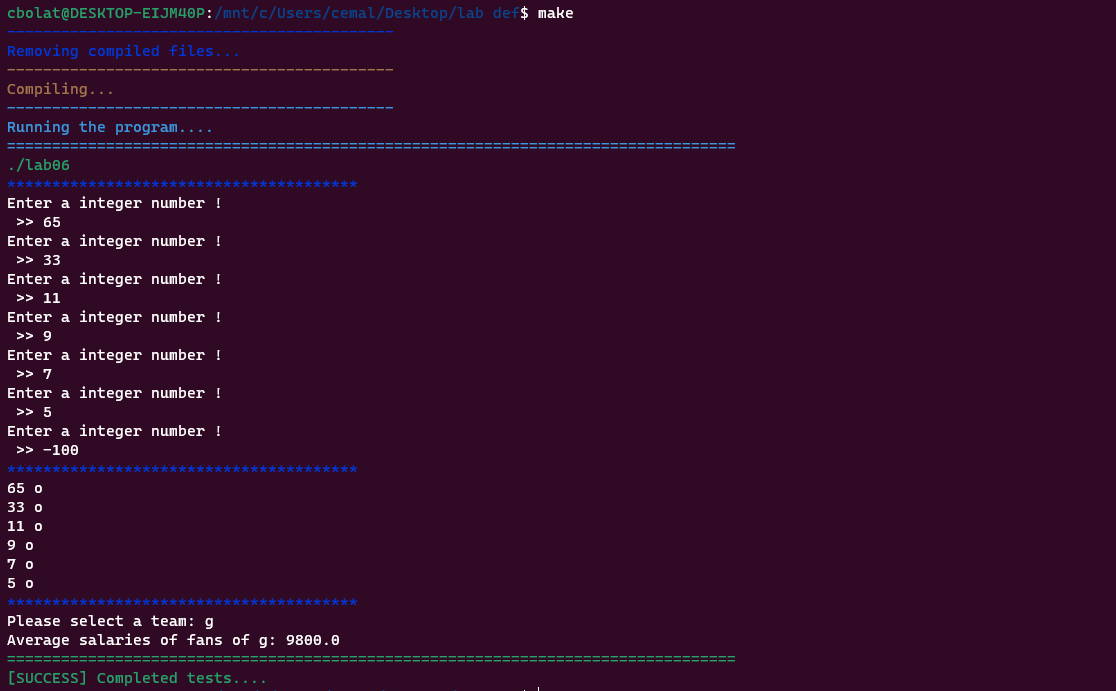 cbolat@DESKTOP-EIJM40P:/mnt/c/Users/cemal/Desktop/lab def$ make
-------------------------------------------
Removing compiled files...
-------------------------------------------
Compiling...
-------------------------------------------
Running the program....
=================================================================================
./lab06
***************************************
Enter a integer number !
 >> 65
Enter a integer number !
 >> 33
Enter a integer number !
 >> 11
Enter a integer number !
 >> 9
Enter a integer number !
 >> 7
Enter a integer number !
 >> 5
Enter a integer number !
 >> -100
***************************************
65 o
33 o
11 o
9 o
7 o
5 o
***************************************
Please select a team: g
Average salaries of fans of g: 9800.0
=================================================================================
[SUCCESS] Completed tests....